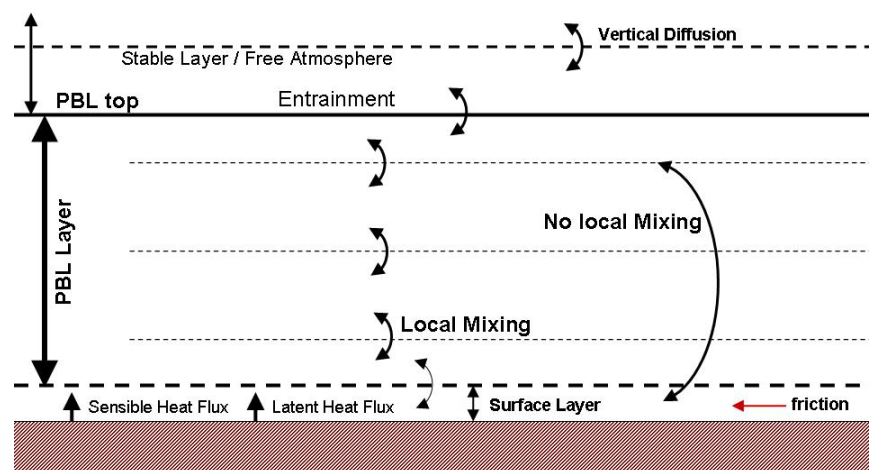 Vertical Diffusion
Stable Layer / Free Atmosphere
PBL top
Entrainment
PBL Layer
No local Mixing
Local Mixing
Sensible Heat Flux
Latent Heat Flux
Surface Layer
friction